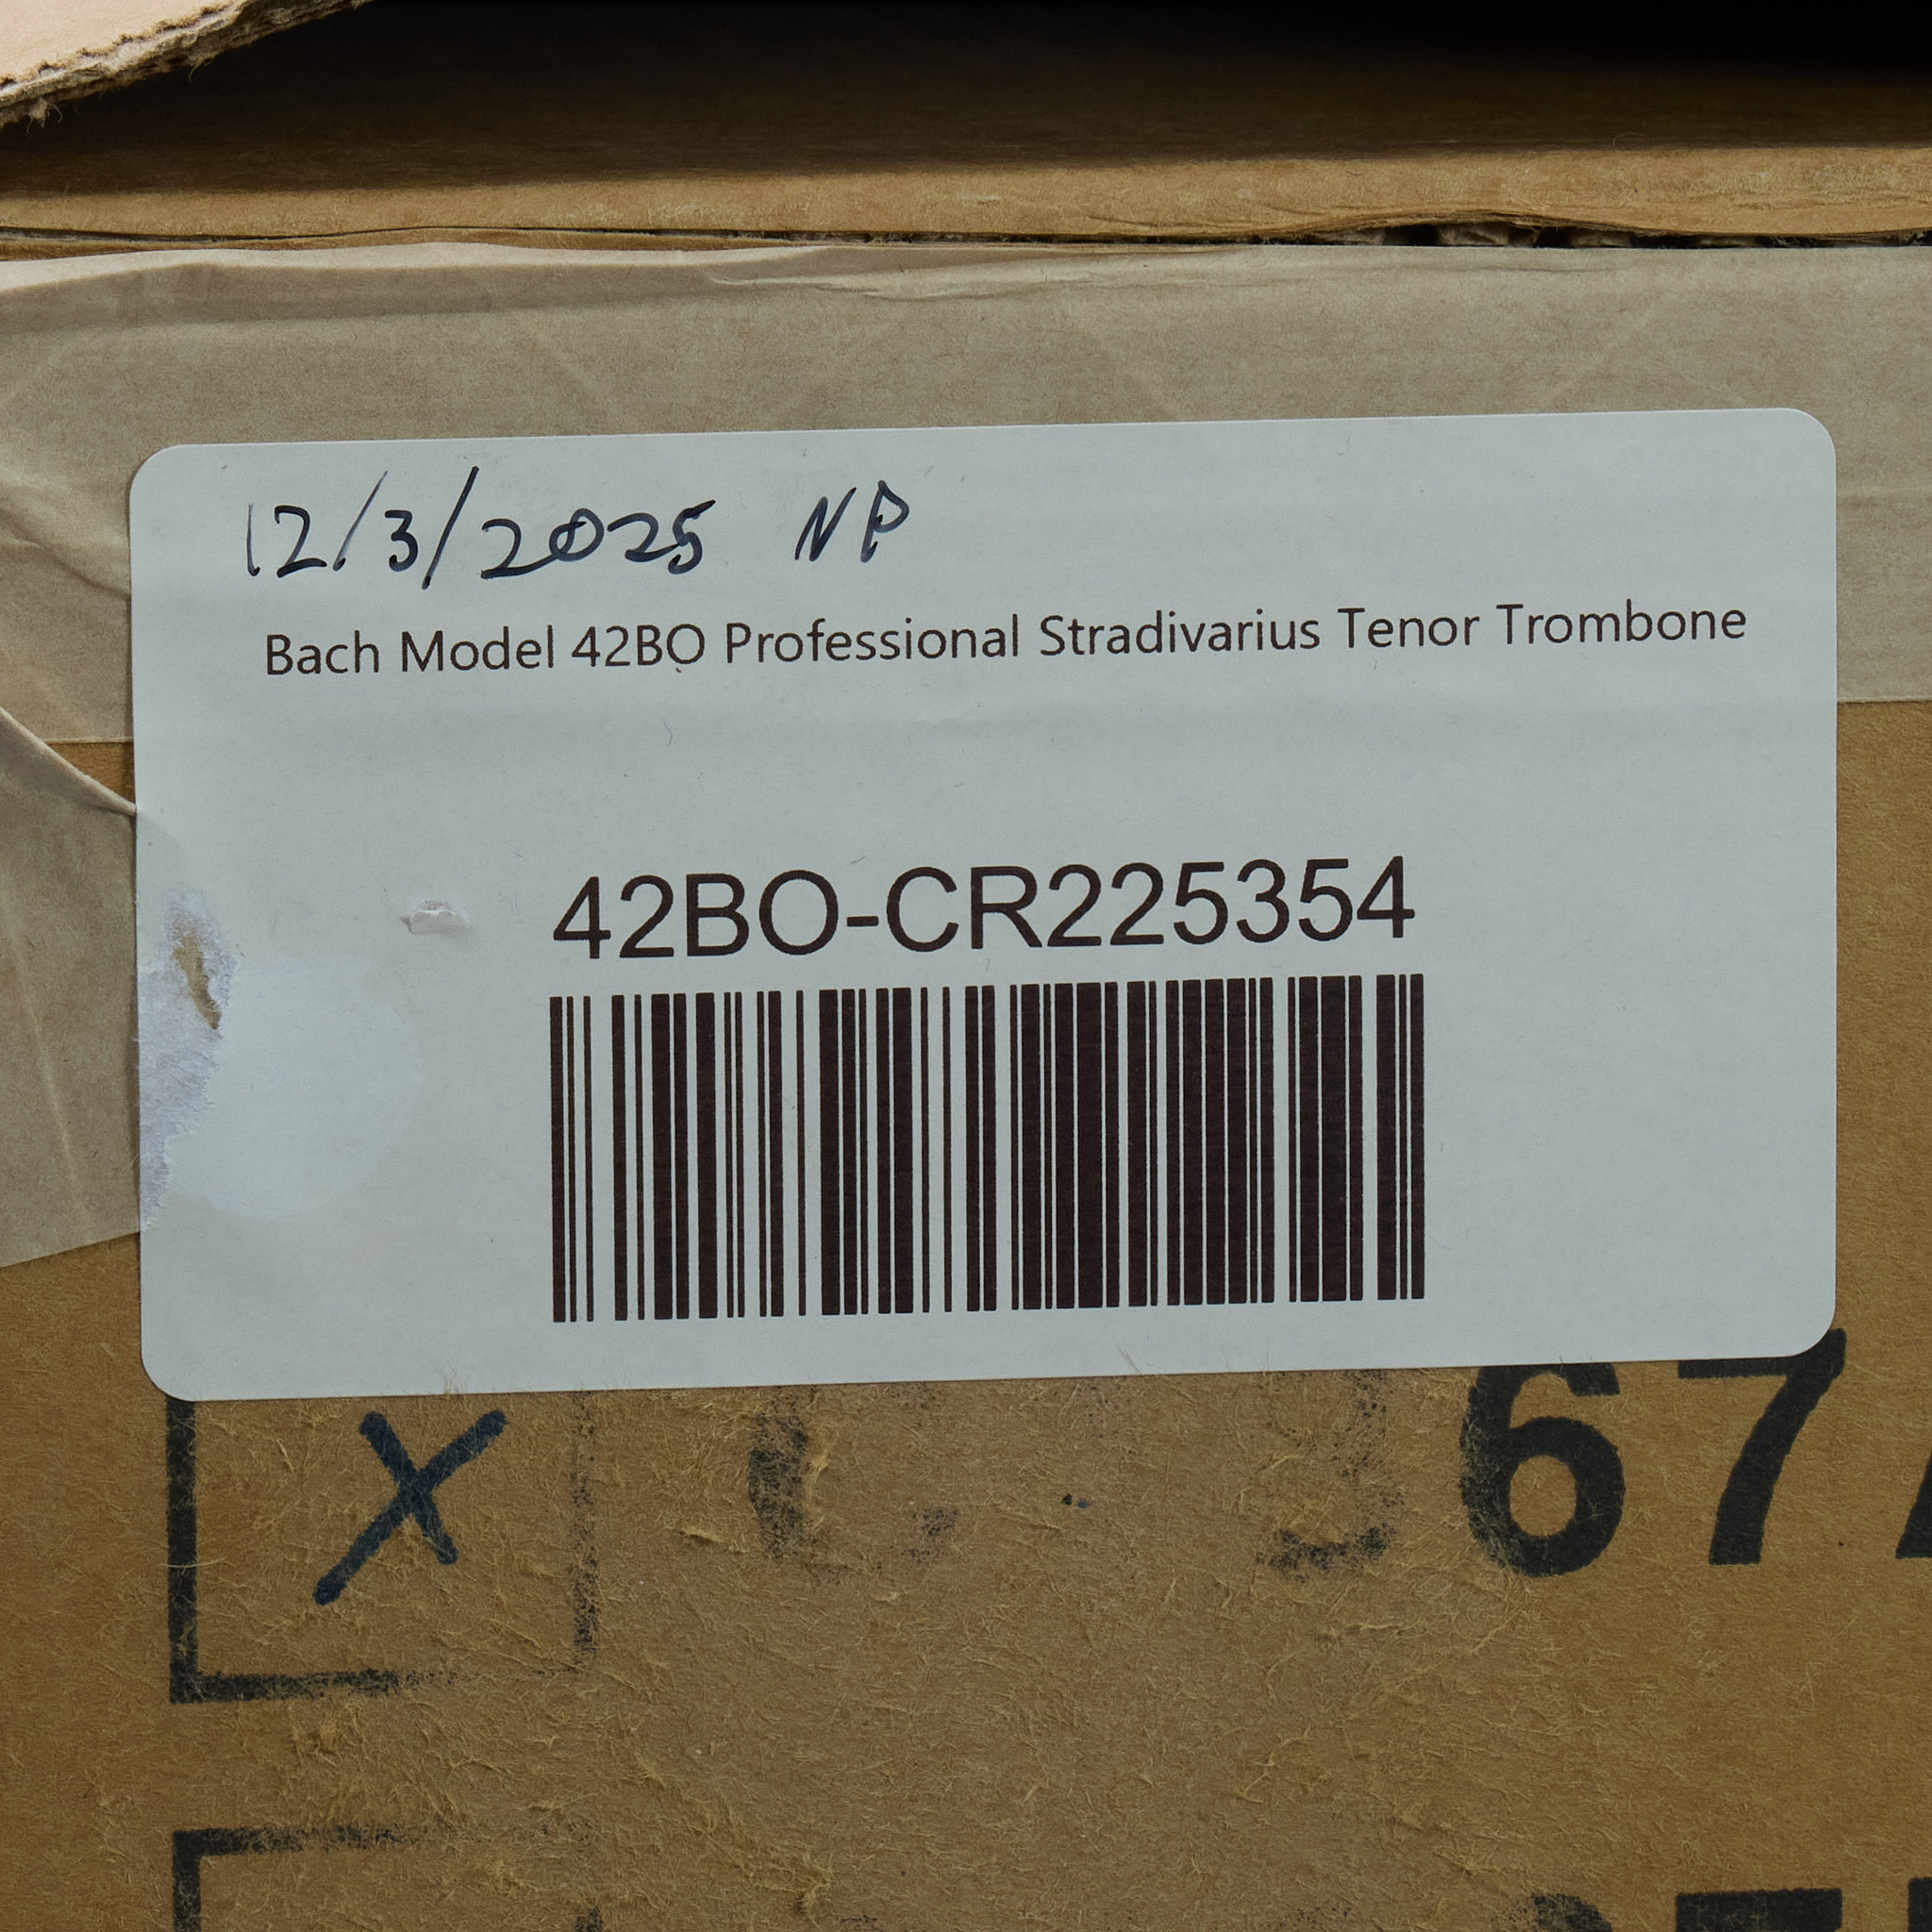 12/3/2025 NP
Bach Model 42BO Professional Stradivarius Tenor Trombone
42BO-CR225354
X
67